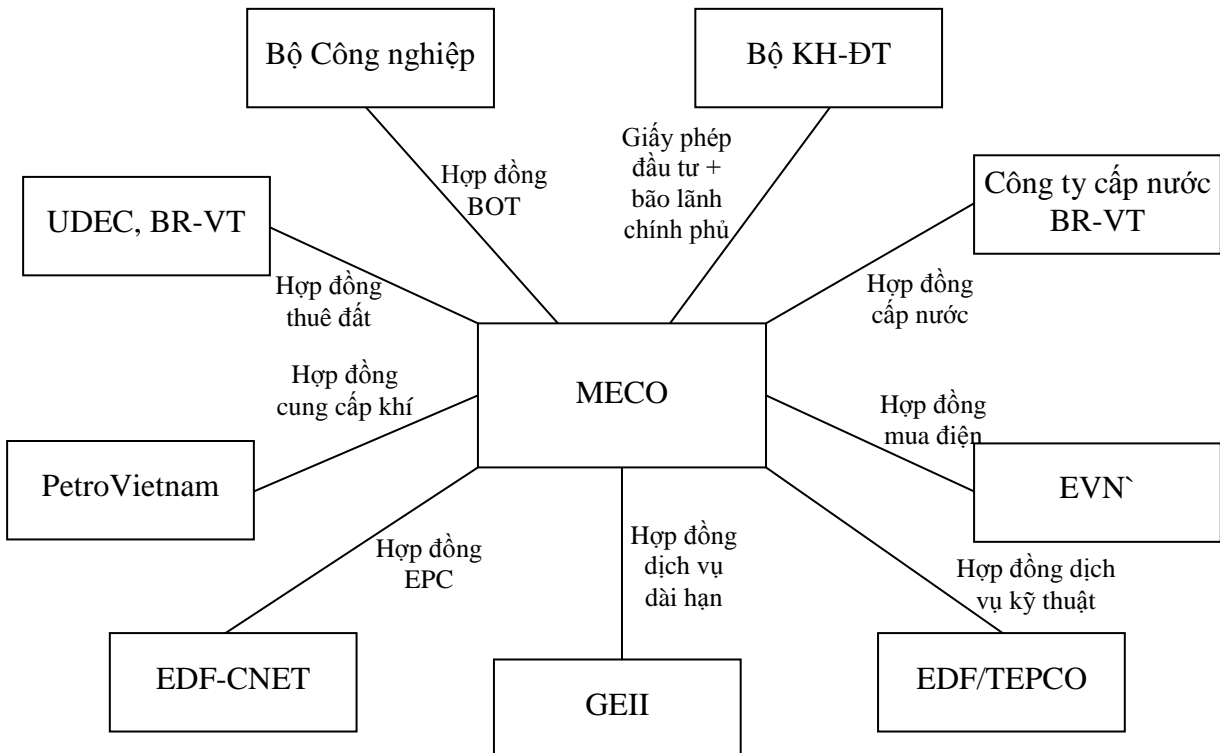 Bộ Công nghiệp
Bộ KH-ĐT
Giấy phép
đầu tư +
bão lãnh
chính phủ
Hợp đồng
BOT
Công ty cấp nước
BR-VT
UDEC, BR-VT
Hợp đồng
thuê đất
Hợp đồng
cấp nước
MECO
Hợp đồng
cung cấp khí
Hợp đồng
mua điện
PetroVietnam
EVN`
Hợp đồng
EPC
Hợp đồng
dịch vụ
dài hạn
Hợp đồng dịch
vụ kỹ thuật
EDF-CNET
GEII
EDF/TEPCO